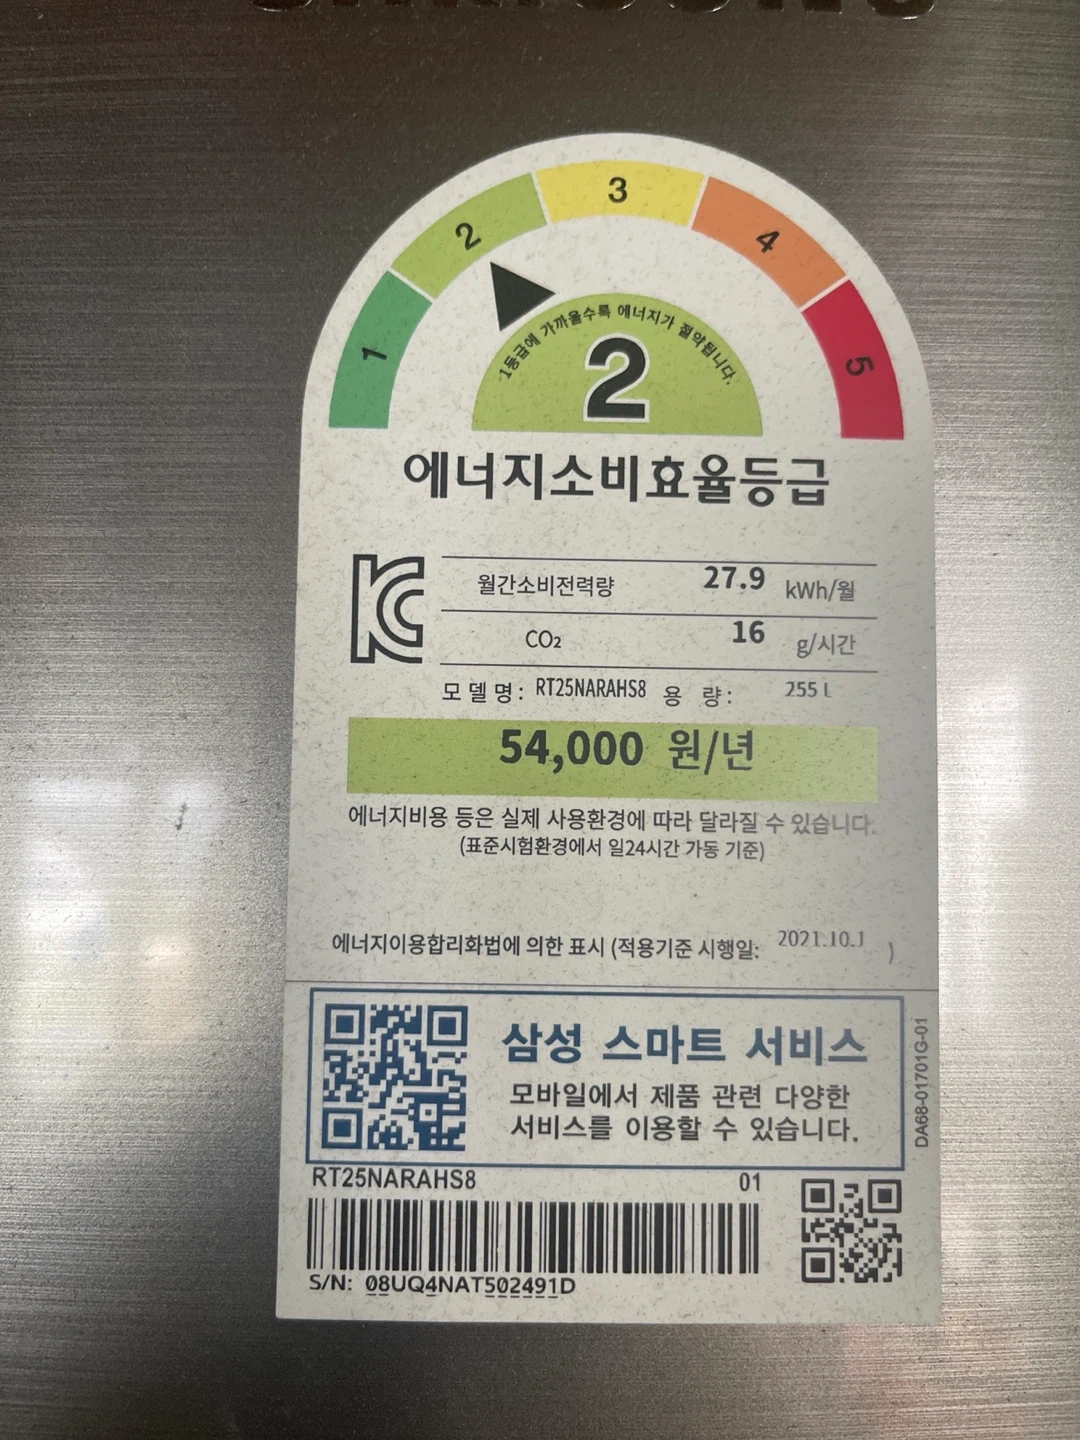 SAMSUNG
1 2 3 4 5
1등급에 가까울수록 에너지가 절약됩니다.
2
에너지소비효율등급
월간소비전력량 27.9 kWh/월
CO₂ 16 g/시간
모델명: RT25NARAHS8 용 량: 255 L
54,000 원/년
에너지비용 등은 실제 사용환경에 따라 달라질 수 있습니다.
(표준시험환경에서 일24시간 가동 기준)
에너지이용합리화법에 의한 표시 (적용기준 시행일: 2021.10.1 )
삼성 스마트 서비스
모바일에서 제품 관련 다양한
서비스를 이용할 수 있습니다.
DA68-01701G-01
RT25NARAHS8 01
S/N: 08UQ4NAT502491D